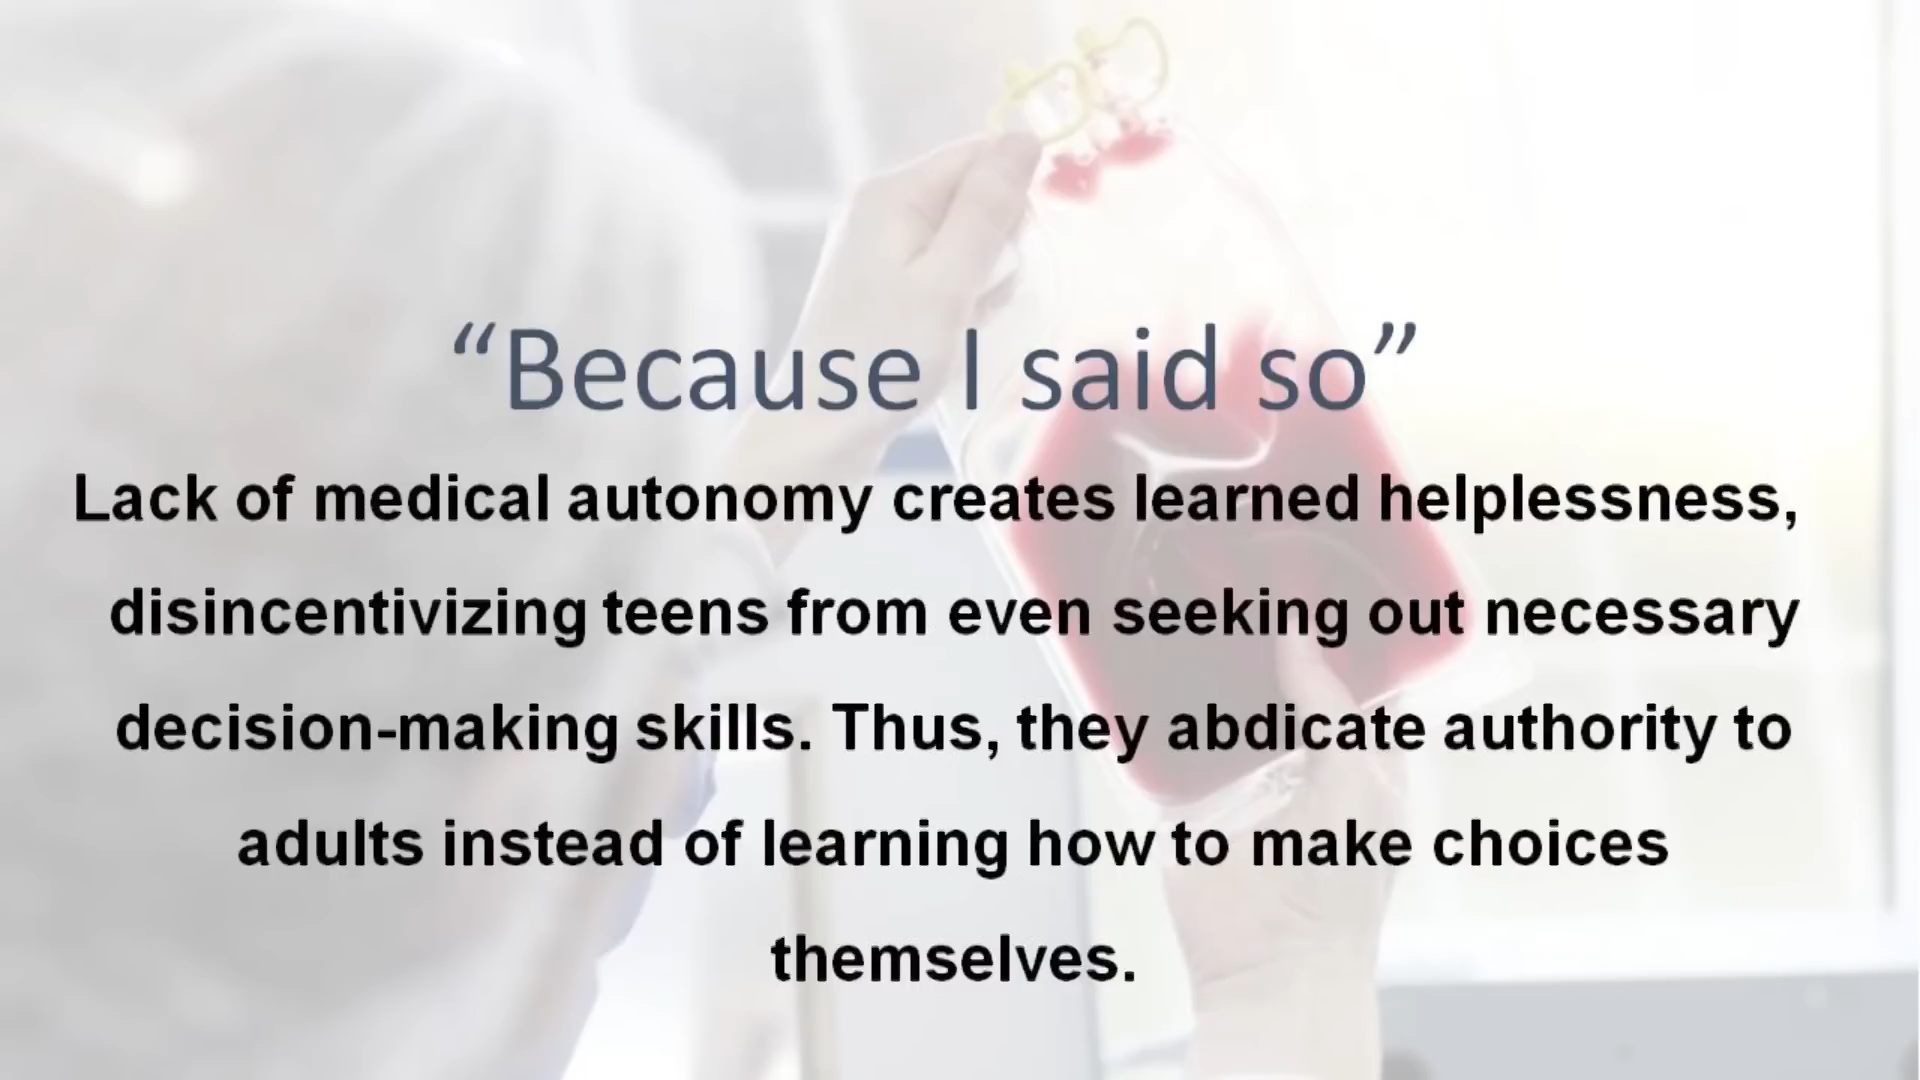 “Because I said so”
Lack of medical autonomy creates learned helplessness,
disincentivizing teens from even seeking out necessary
decision-making skills. Thus, they abdicate authority to
adults instead of learning how to make choices
themselves.